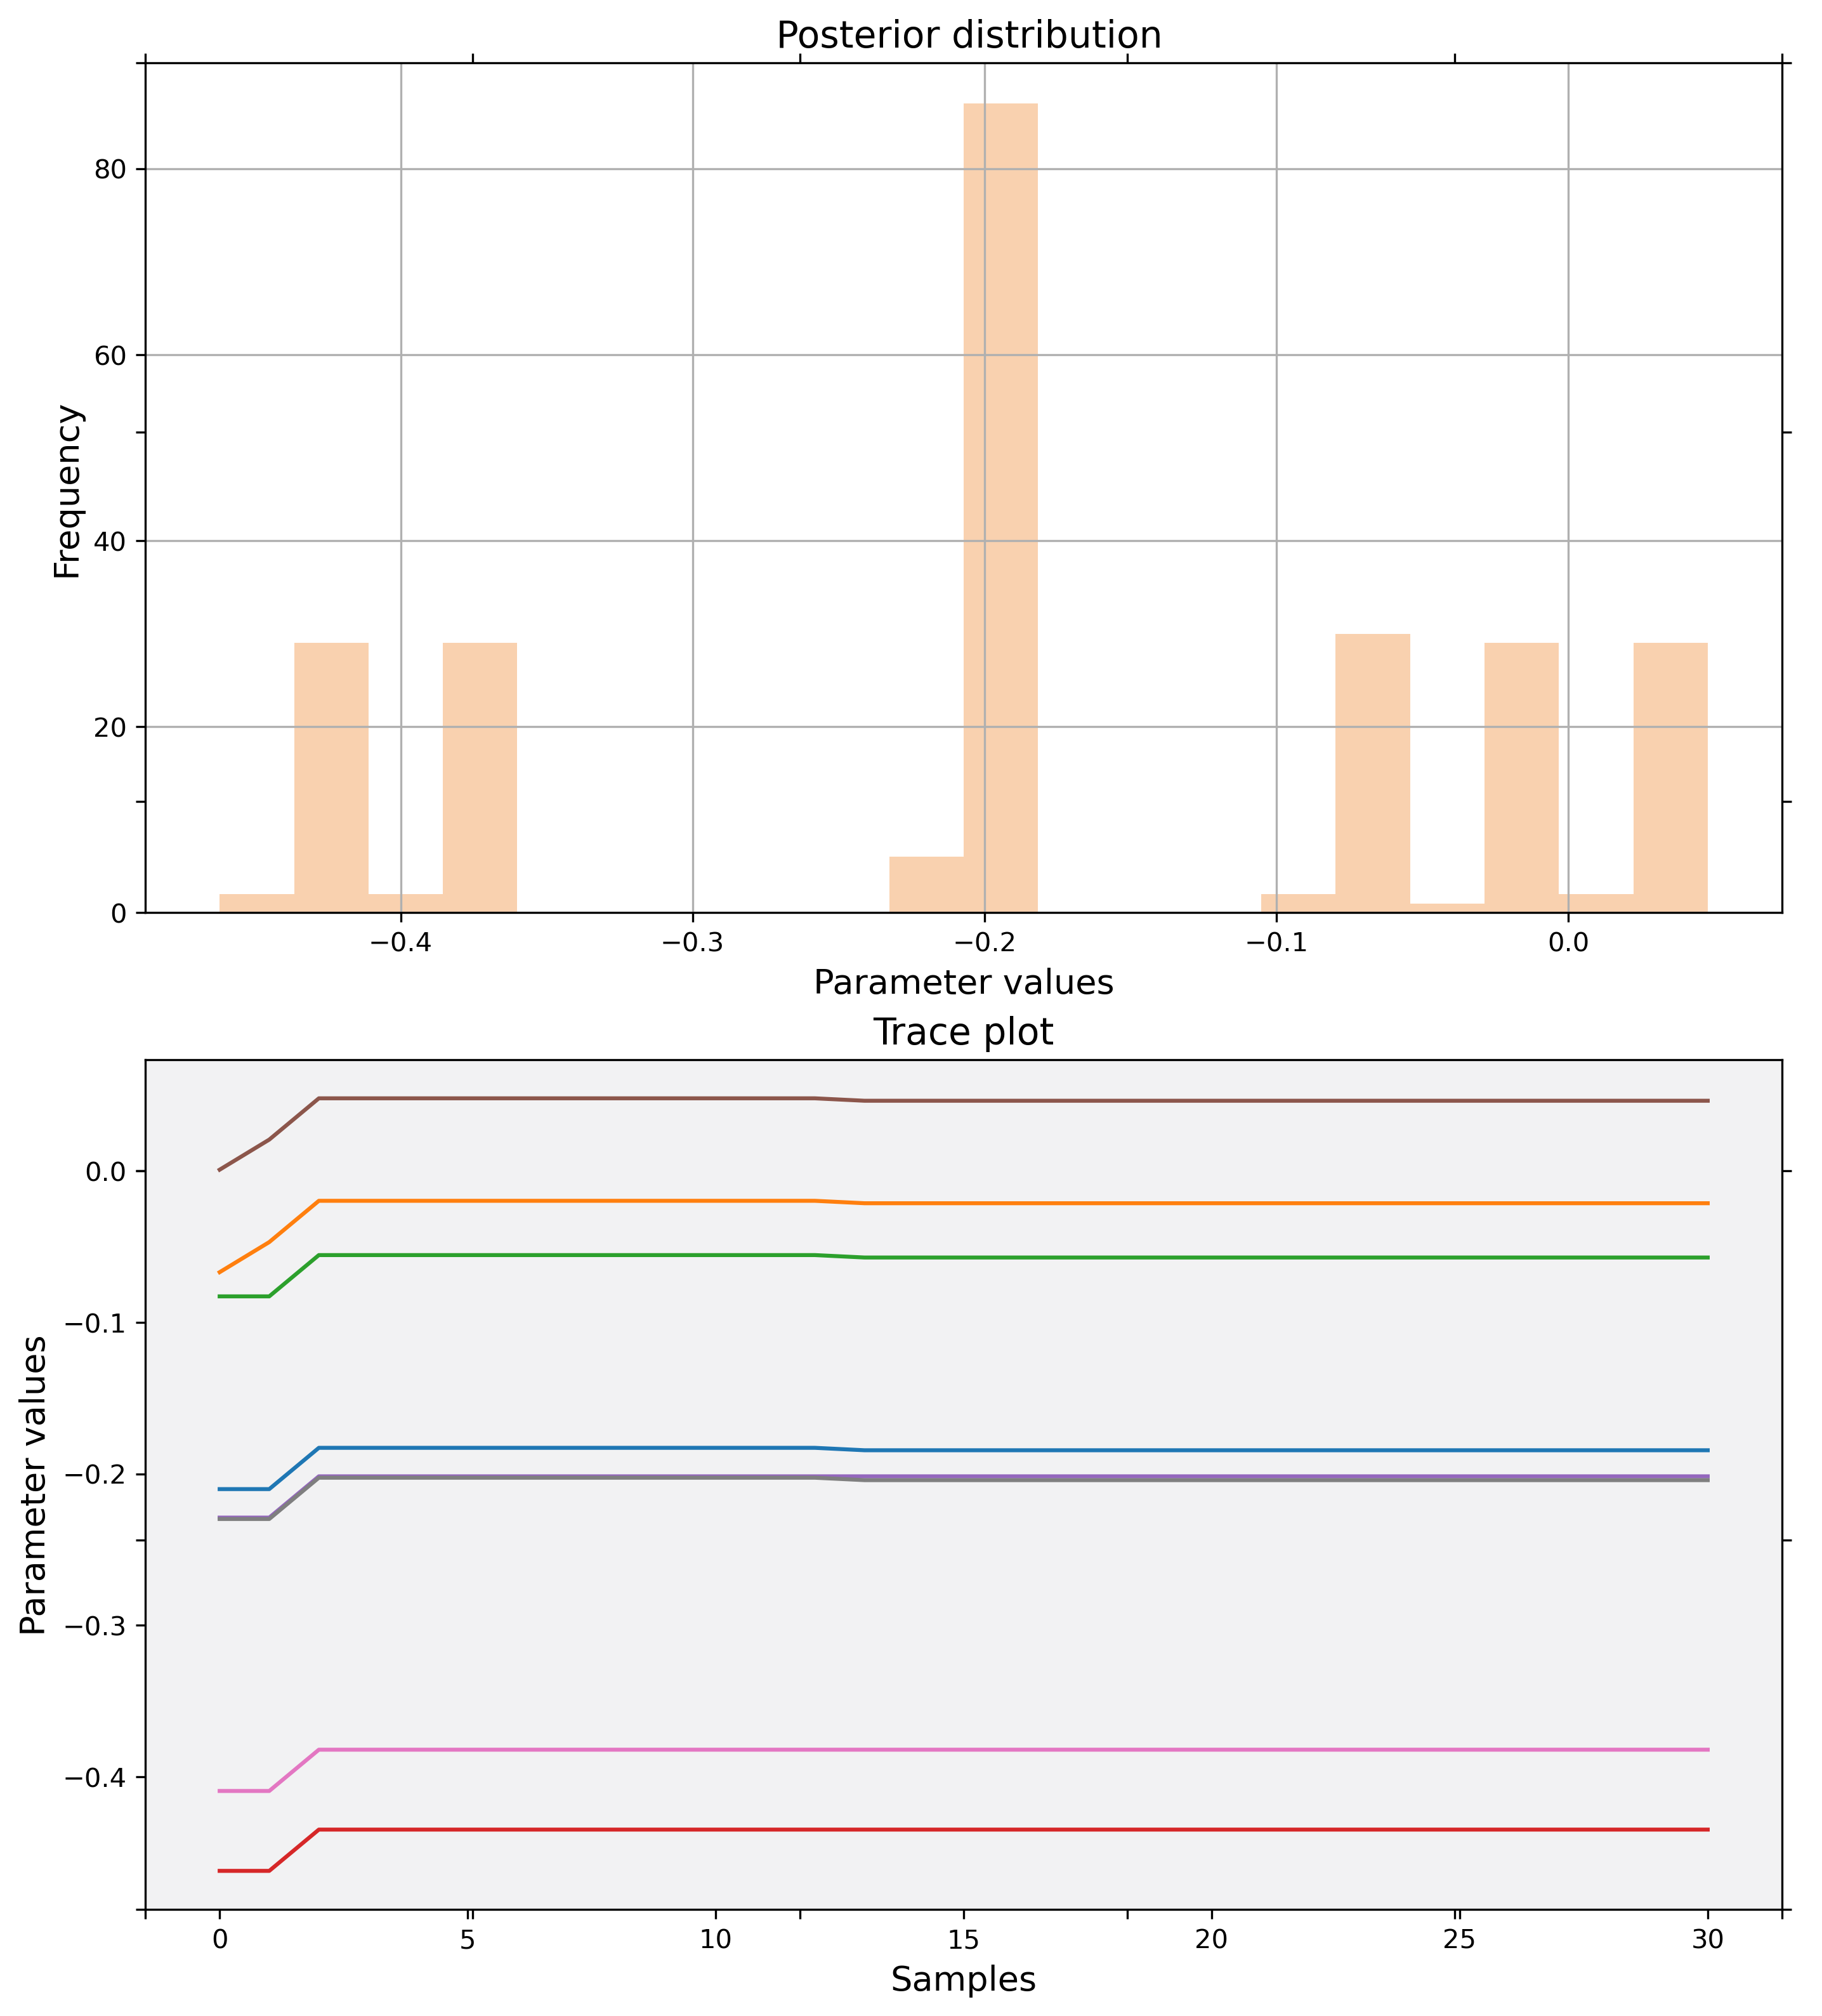 Posterior distribution
Frequency
80
60
40
20
0
−0.4 −0.3 −0.2 −0.1 0.0
Parameter values
Trace plot
Parameter values
0.0
−0.1
−0.2
−0.3
−0.4
0 5 10 15 20 25 30
Samples